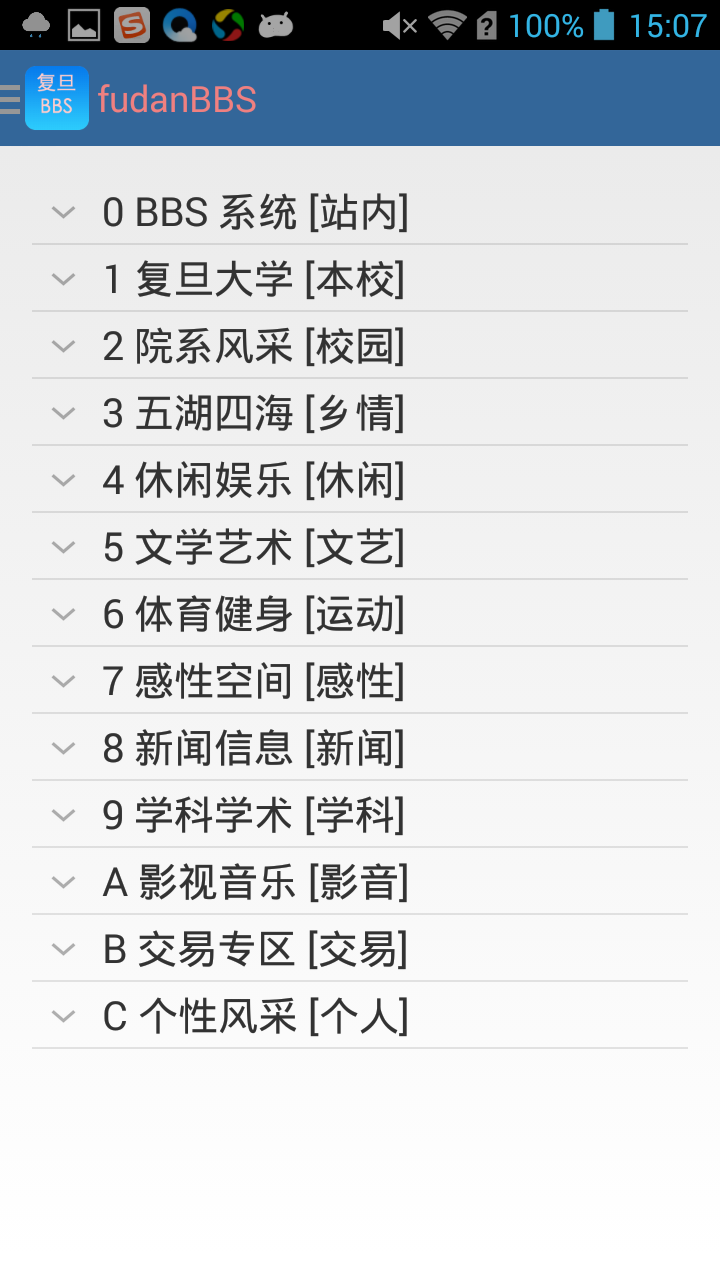 100% 15:07
复旦
BBS
fudanBBS
0 BBS 系统 [站内]
1 复旦大学 [本校]
2 院系风采 [校园]
3 五湖四海 [乡情]
4 休闲娱乐 [休闲]
5 文学艺术 [文艺]
6 体育健身 [运动]
7 感性空间 [感性]
8 新闻信息 [新闻]
9 学科学术 [学科]
A 影视音乐 [影音]
B 交易专区 [交易]
C 个性风采 [个人]